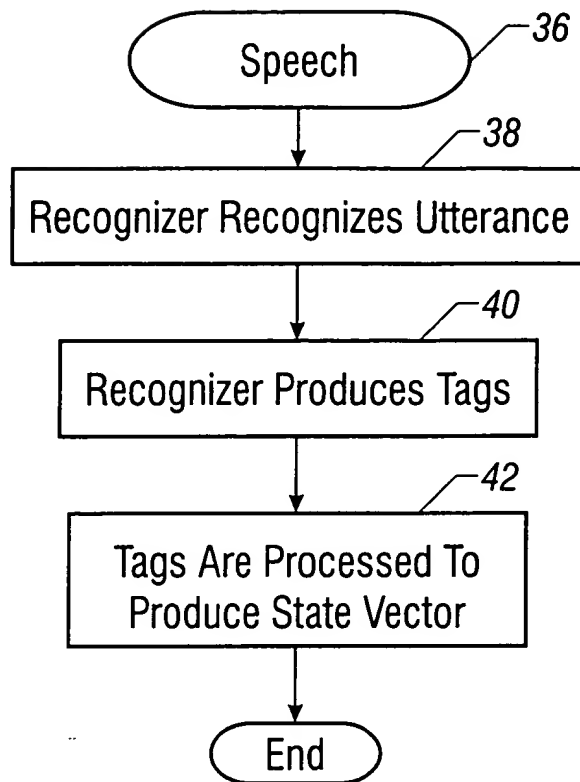 Speech
36
38
Recognizer Recognizes Utterance
40
Recognizer Produces Tags
42
Tags Are Processed To
Produce State Vector
End